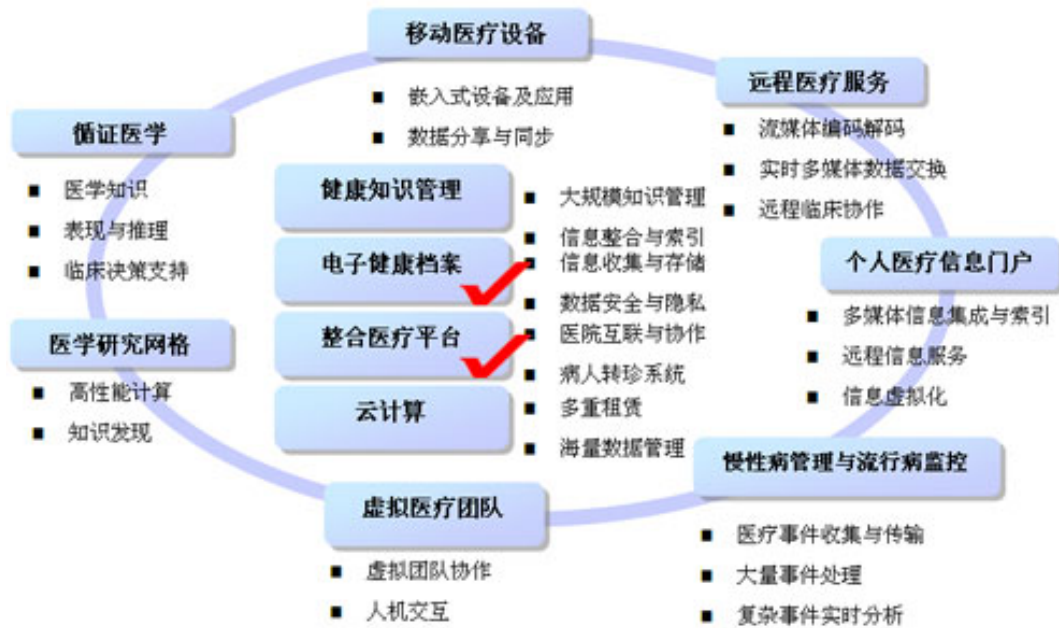 移动医疗设备
嵌入式设备及应用
数据分享与同步
远程医疗服务
流媒体编码解码
实时多媒体数据交换
远程临床协作
循证医学
医学知识
表现与推理
临床决策支持
健康知识管理
大规模知识管理
信息整合与索引
电子健康档案
信息收集与存储
数据安全与隐私
整合医疗平台
医院互联与协作
病人转珍系统
云计算
多重租赁
海量数据管理
个人医疗信息门户
多媒体信息集成与索引
远程信息服务
信息虚拟化
医学研究网格
高性能计算
知识发现
慢性病管理与流行病监控
医疗事件收集与传输
大量事件处理
复杂事件实时分析
虚拟医疗团队
虚拟团队协作
人机交互